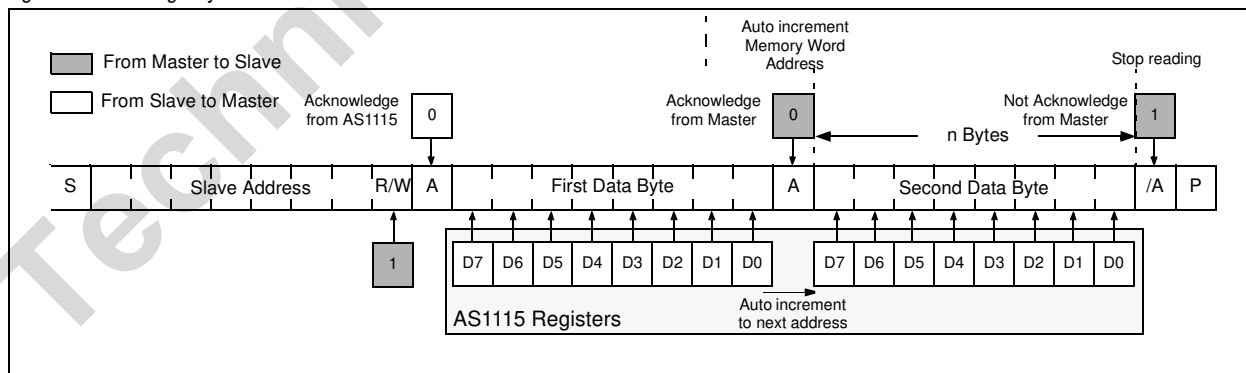 Auto increment
Memory Word
Address
Stop reading
From Master to Slave
From Slave to Master
Acknowledge
from AS1115
0
Acknowledge
from Master
0
n Bytes
Not Acknowledge
from Master
1
S Slave Address R/W A First Data Byte A Second Data Byte /A P
1
D7 D6 D5 D4 D3 D2 D1 D0 D7 D6 D5 D4 D3 D2 D1 D0
Auto increment
to next address
AS1115 Registers